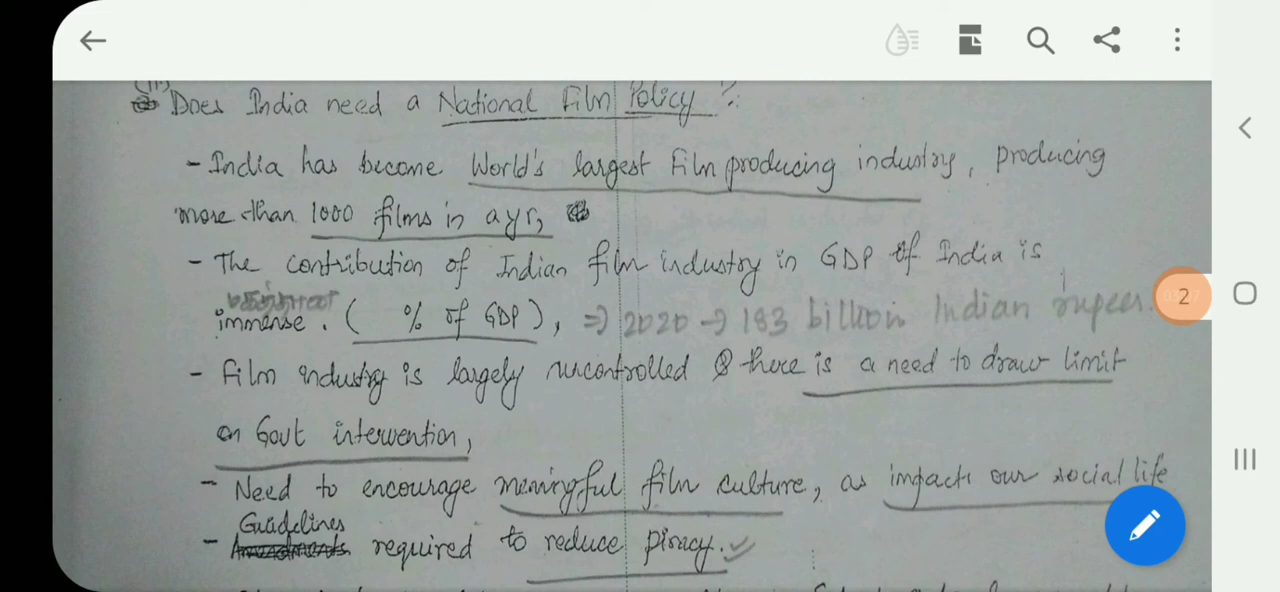 (iii) Does India need a National Film Policy?
- India has become World's largest Film producing industry, producing
more than 1000 films in a yr,
- The contribution of Indian film industry in GDP of India is
immense. ( % of GDP), => 2020 -> 183 billion Indian rupees.
- Film industry is largely uncontrolled & there is a need to draw limit
on Govt intervention,
- Need to encourage meaningful film culture, as impacts our social life
Guidelines
- Amendments required to reduce piracy.
2